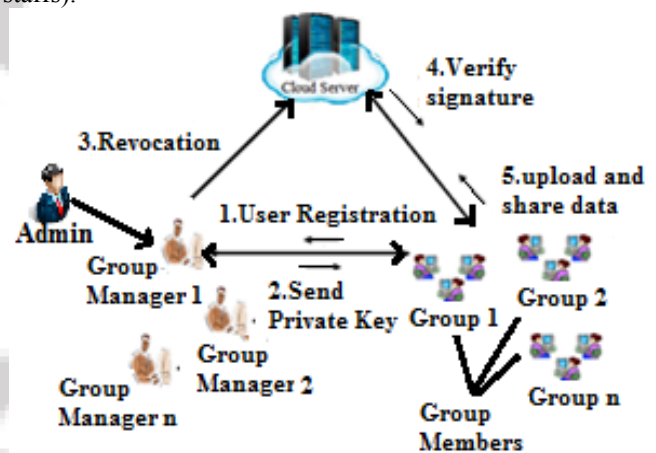 staffs).
Cloud Server
4.Verify
signature
3.Revocation
5.upload and
share data
1.User Registration
Admin
Group
Manager 1
2.Send
Private Key
Group 1
Group 2
Group
Manager 2
Group
Manager n
Group n
Group
Members